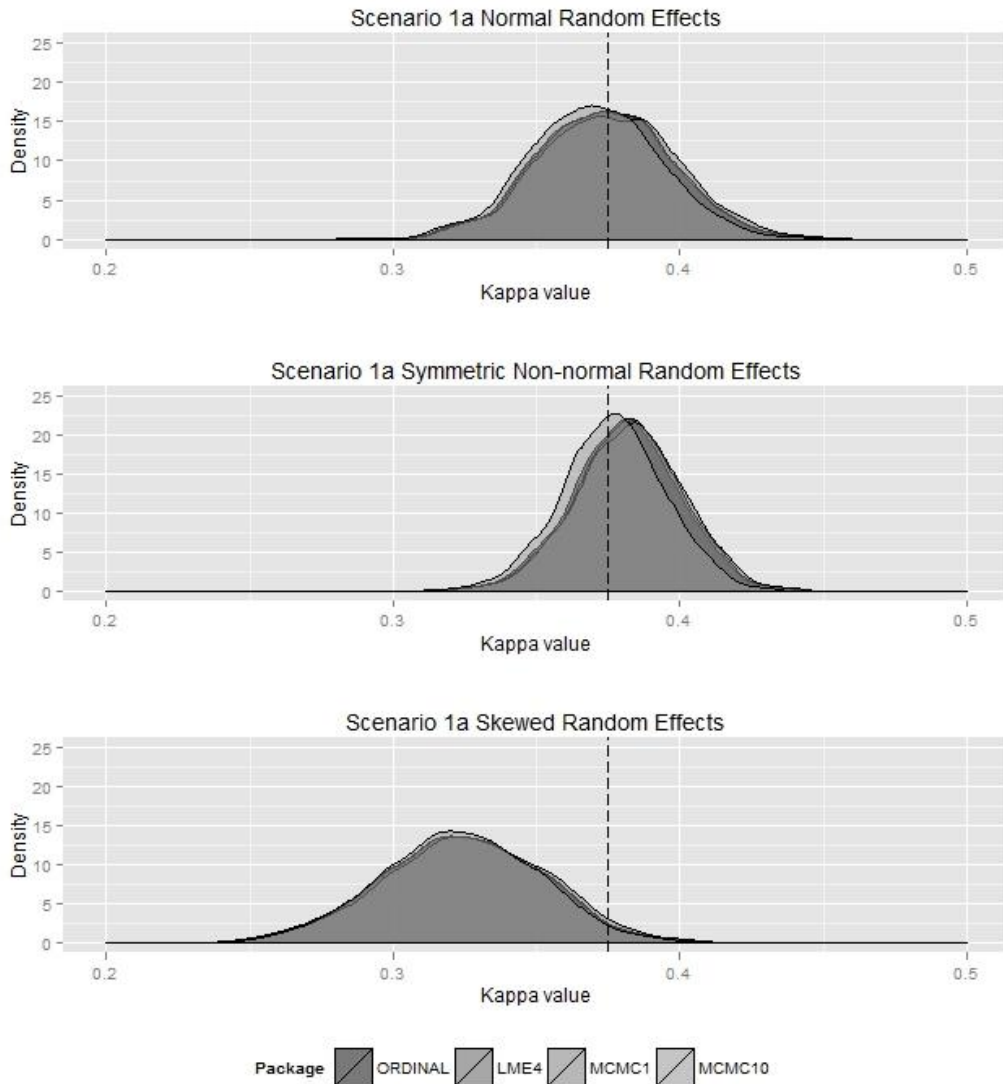 Scenario 1a Normal Random Effects
25
20
15
10
5
0
Density
0.2 0.3 0.4 0.5
Kappa value
Scenario 1a Symmetric Non-normal Random Effects
25
20
15
10
5
0
Density
0.2 0.3 0.4 0.5
Kappa value
Scenario 1a Skewed Random Effects
25
20
15
10
5
0
Density
0.2 0.3 0.4 0.5
Kappa value
Package ORDINAL LME4 MCMC1 MCMC10